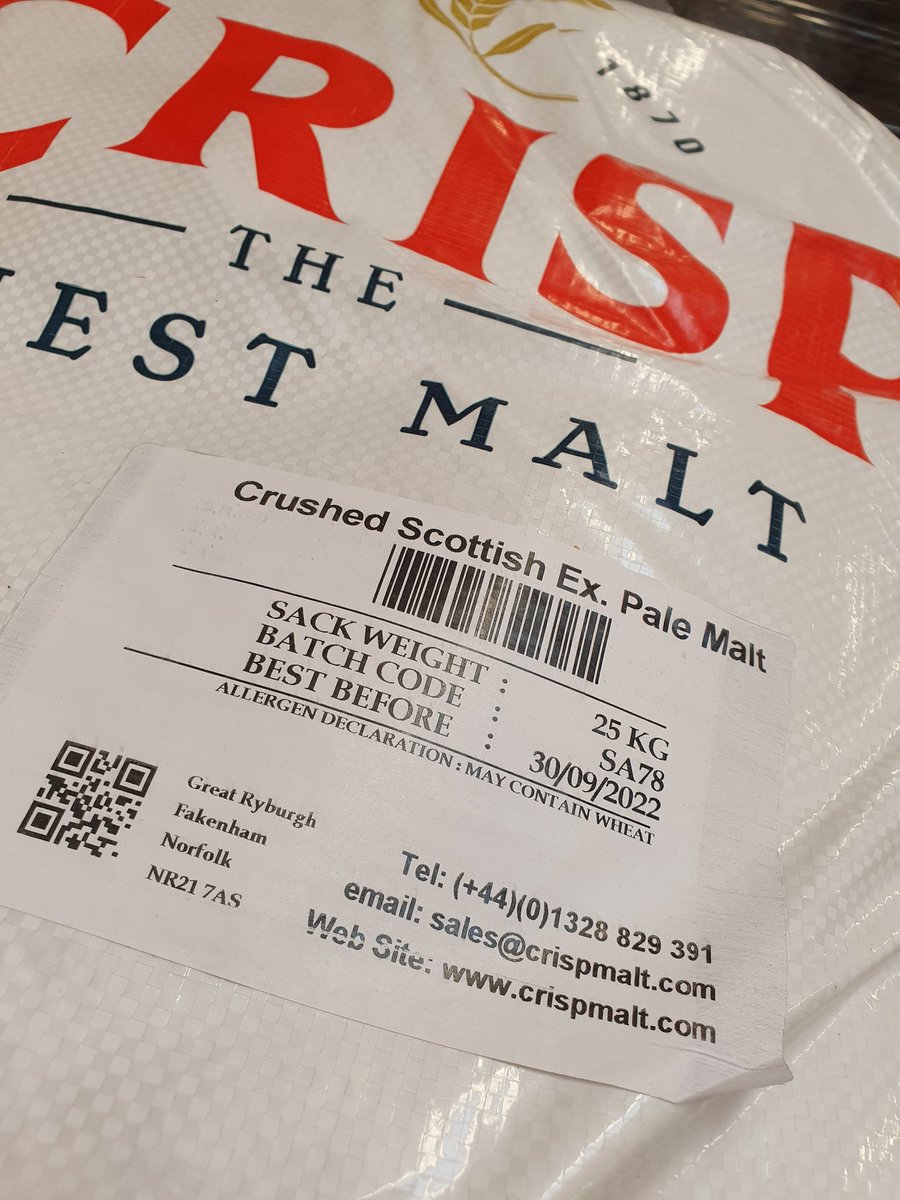 1870
CRISP
THE
EST MALT
Crushed Scottish Ex. Pale Malt
SACK WEIGHT : 25 KG
BATCH CODE : SA78
BEST BEFORE : 30/09/2022
ALLERGEN DECLARATION : MAY CONTAIN WHEAT
Great Ryburgh
Fakenham
Norfolk
NR21 7AS
Tel: (+44)(0)1328 829 391
email: sales@crispmalt.com
Web Site: www.crispmalt.com